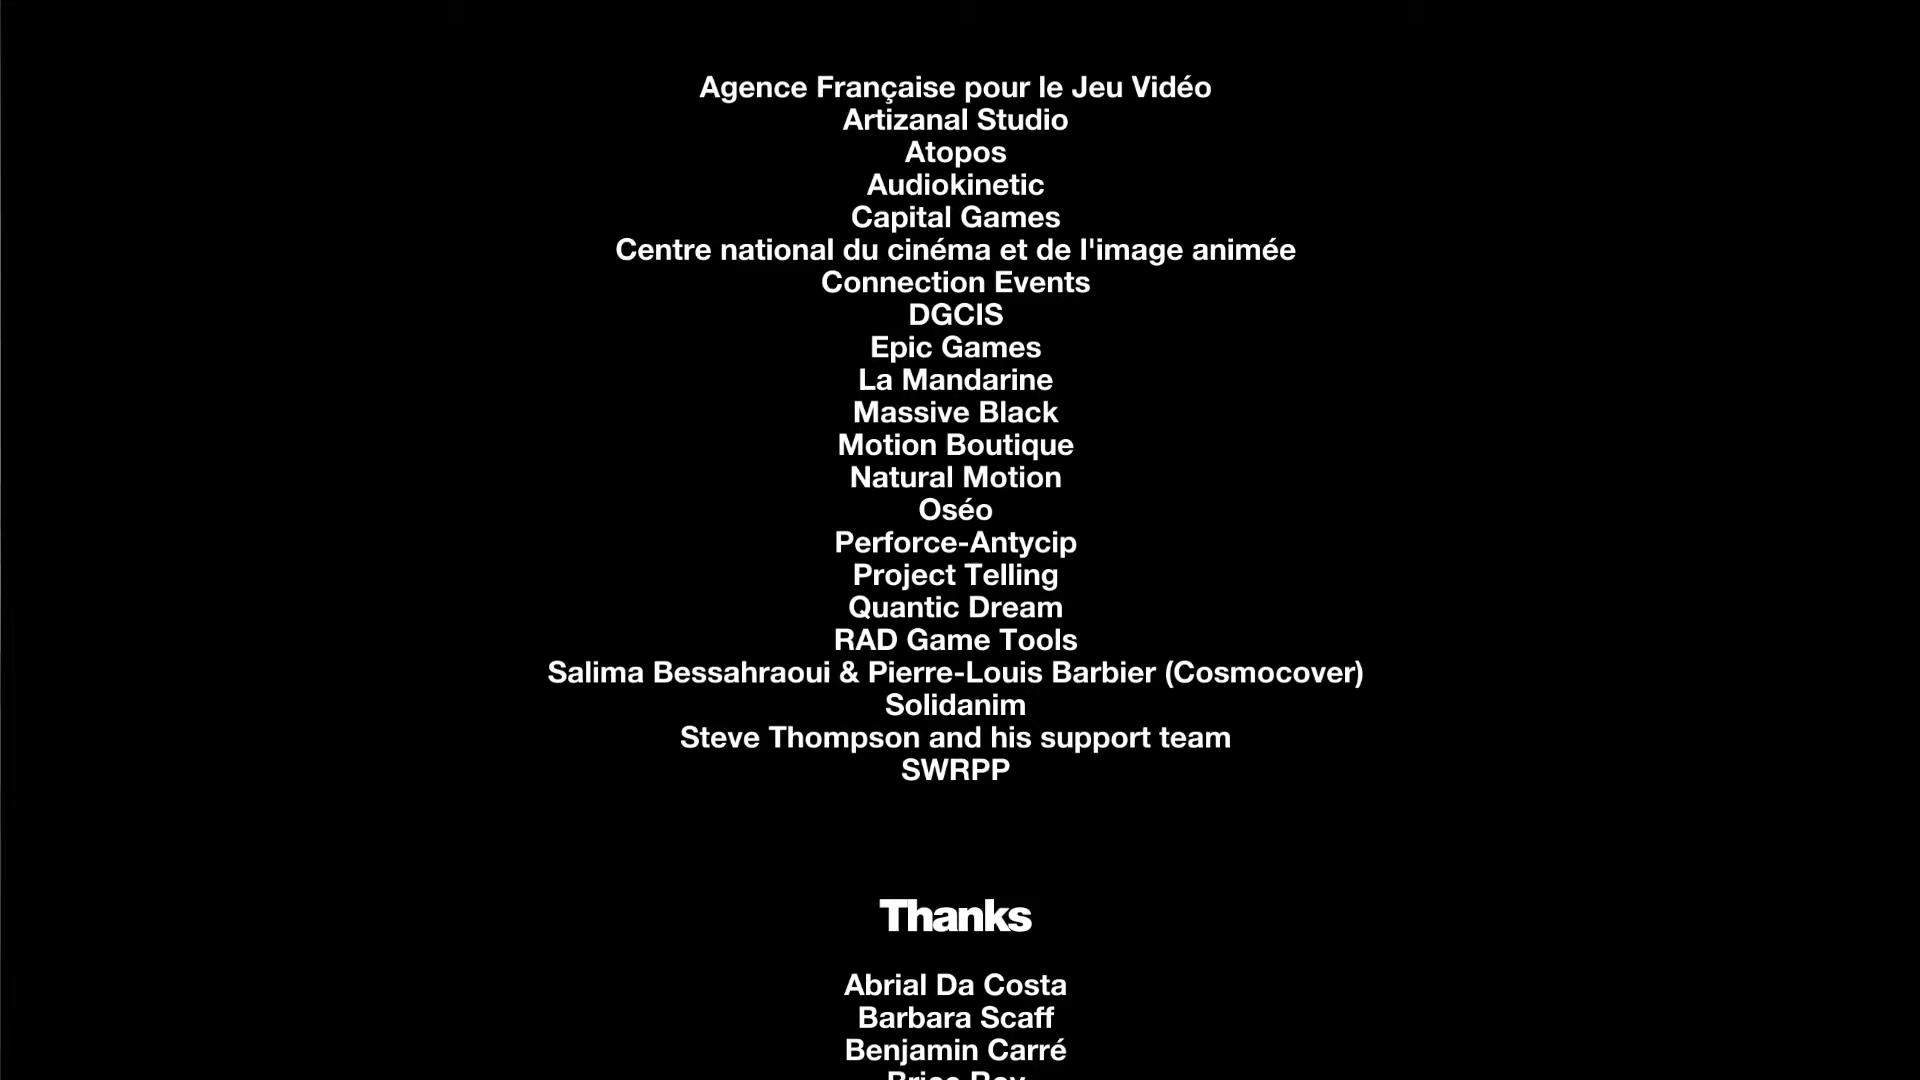 Agence Française pour le Jeu Vidéo
Artizanal Studio
Atopos
Audiokinetic
Capital Games
Centre national du cinéma et de l'image animée
Connection Events
DGCIS
Epic Games
La Mandarine
Massive Black
Motion Boutique
Natural Motion
Oséo
Perforce-Antycip
Project Telling
Quantic Dream
RAD Game Tools
Salima Bessahraoui & Pierre-Louis Barbier (Cosmocover)
Solidanim
Steve Thompson and his support team
SWRPP
Thanks
Abrial Da Costa
Barbara Scaff
Benjamin Carré